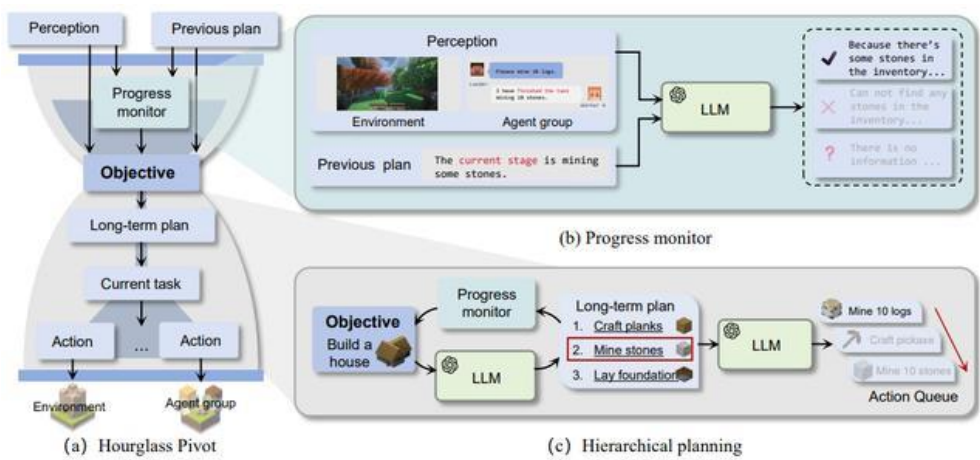 Perception
Previous plan
Progress
monitor
Objective
Long-term plan
Current task
Action
...
Action
Environment
Agent group
(a) Hourglass Pivot
Perception
Please mine 10 logs.
Leader
I have finished the task
mining 10 stones.
Environment
Agent group
Previous plan
The current stage is mining
some stones.
LLM
Because there's
some stones in
the inventory...
Can not find any
stones in the
inventory....
?
There is no
information ...
(b) Progress monitor
Objective
Build a
house
Progress
monitor
LLM
Long-term plan
1. Craft planks
2. Mine stones
3. Lay foundation
LLM
Mine 10 logs
Craft pickase
Mine 10 stones
Action Queue
(c) Hierarchical planning